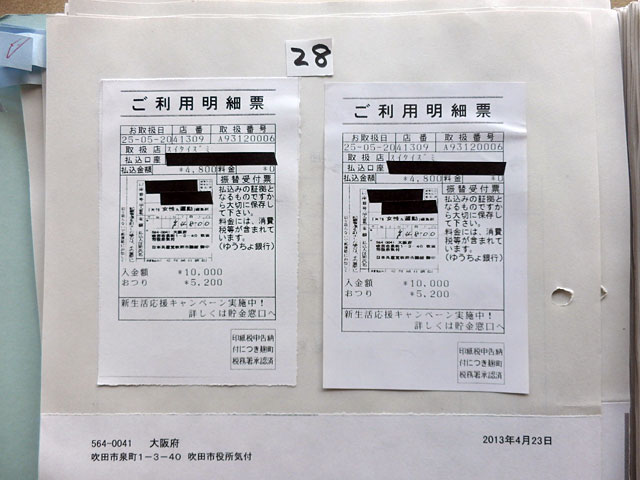 28
ご利用明細票
お取扱日 店番 取扱番号
25-05-20 41309 A93120006
取扱店 スイタイズミ
払込口座
払込金額 *4,800 料金 *0
振替受付票
払込みの証拠と
なるものですから
大切に保存し
て下さい。
料金には、消費
税等が含まれて
います。
(ゆうちょ銀行)
入金額 *10,000
おつり *5,200
新生活応援キャンペーン実施中!
詳しくは貯金窓口へ
印紙税申告納
付につき麹町
税務署承認済
ご利用明細票
お取扱日 店番 取扱番号
25-05-20 41309 A93120006
取扱店 スイタイズミ
払込口座
払込金額 *4,800 料金 *0
振替受付票
払込みの証拠と
なるものですから
大切に保存し
て下さい。
料金には、消費
税等が含まれて
います。
(ゆうちょ銀行)
入金額 *10,000
おつり *5,200
新生活応援キャンペーン実施中!
詳しくは貯金窓口へ
印紙税申告納
付につき麹町
税務署承認済
564-0041 大阪府
2013年4月23日
吹田市泉町1-3-40 吹田市役所気付